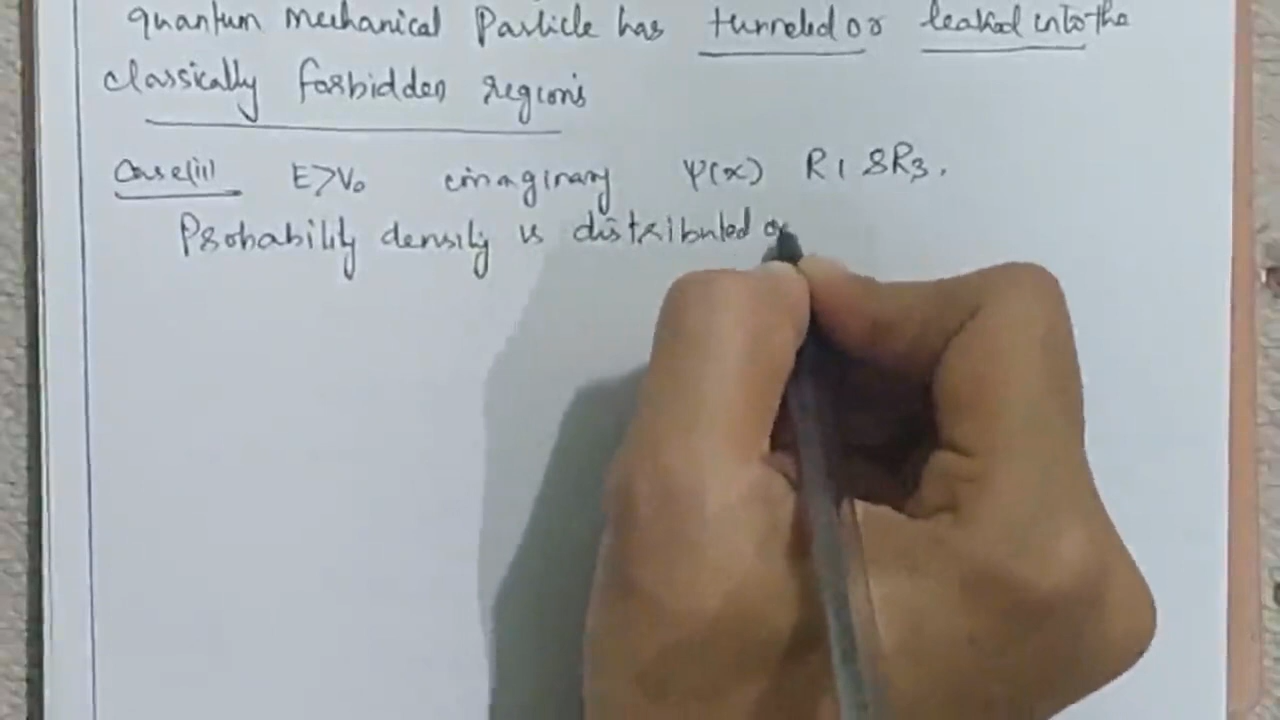 quantum mechanical Particle has tunneled or leaked into the
classically forbidden regions
Case(ii) E>V₀ imaginary Ψ(x) R1 & R3.
Probability density is distributed